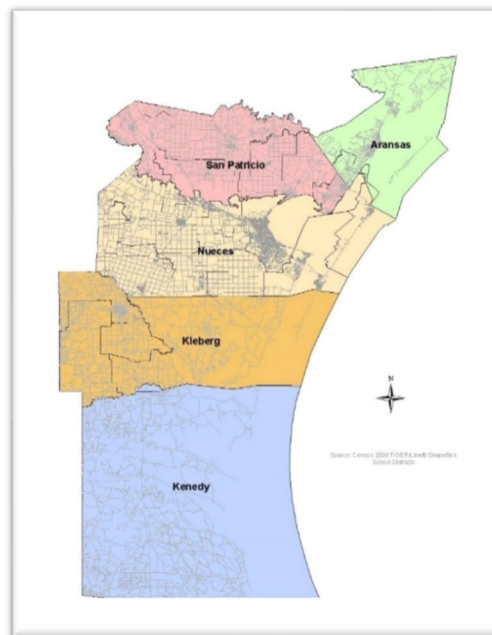 Aransas
San Patricio
Nueces
Kleberg
N
Source: Census 2000 TIGER/Line® Shapefiles
School Districts
Kenedy